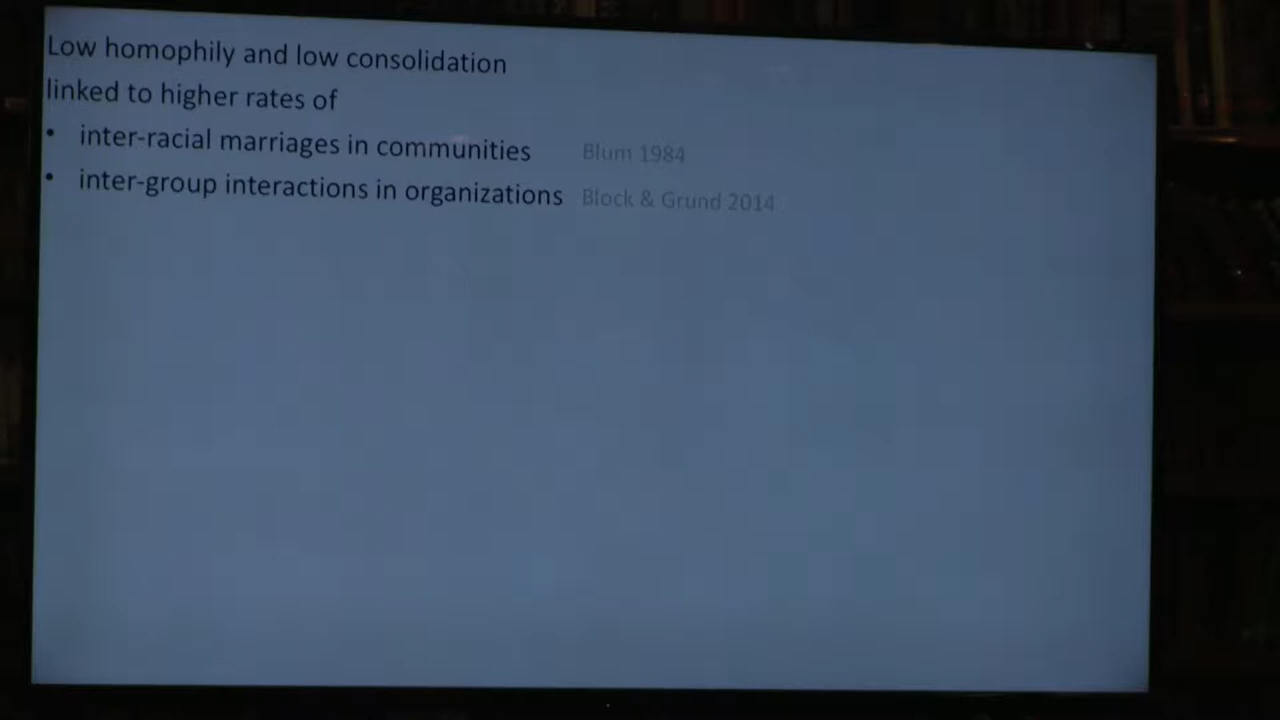 Low homophily and low consolidation
linked to higher rates of
• inter-racial marriages in communities Blum 1984
• inter-group interactions in organizations Block & Grund 2014